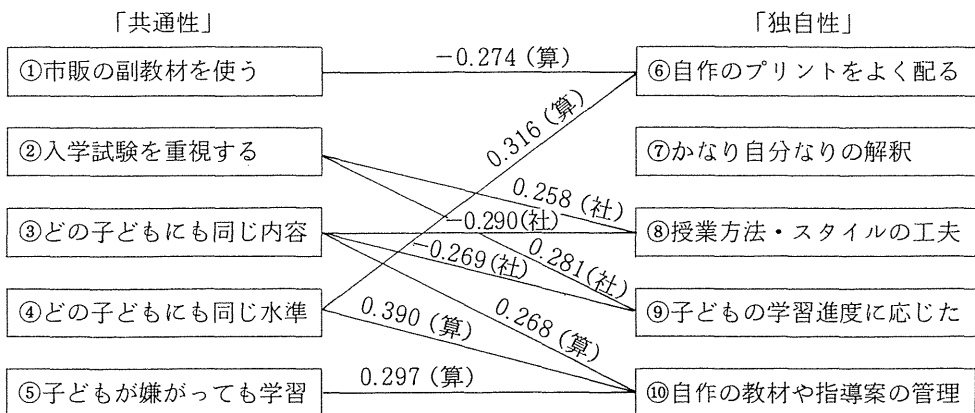 「共通性」
「独自性」
①市販の副教材を使う
-0.274 (算)
⑥自作のプリントをよく配る
0.316 (算)
②入学試験を重視する
⑦かなり自分なりの解釈
0.258 (社)
-0.290(社)
③どの子どもにも同じ内容
⑧授業方法・スタイルの工夫
-0.269(社)
0.281(社)
④どの子どもにも同じ水準
0.390 (算)
0.268 (算)
⑨子どもの学習進度に応じた
⑤子どもが嫌がっても学習
0.297 (算)
⑩自作の教材や指導案の管理